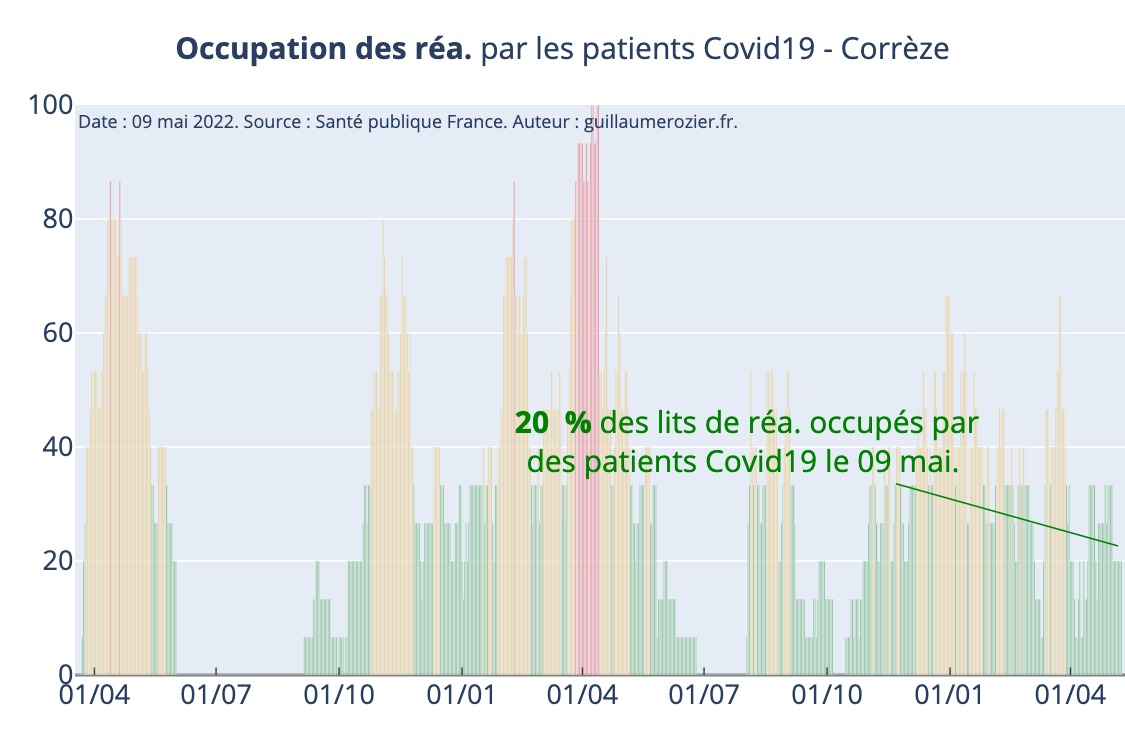 Occupation des réa. par les patients Covid19 - Corrèze
Date : 09 mai 2022. Source : Santé publique France. Auteur : guillaumerozier.fr.
100
80
60
40
20
0
20 % des lits de réa. occupés par
des patients Covid19 le 09 mai.
01/04 01/07 01/10 01/01 01/04 01/07 01/10 01/01 01/04